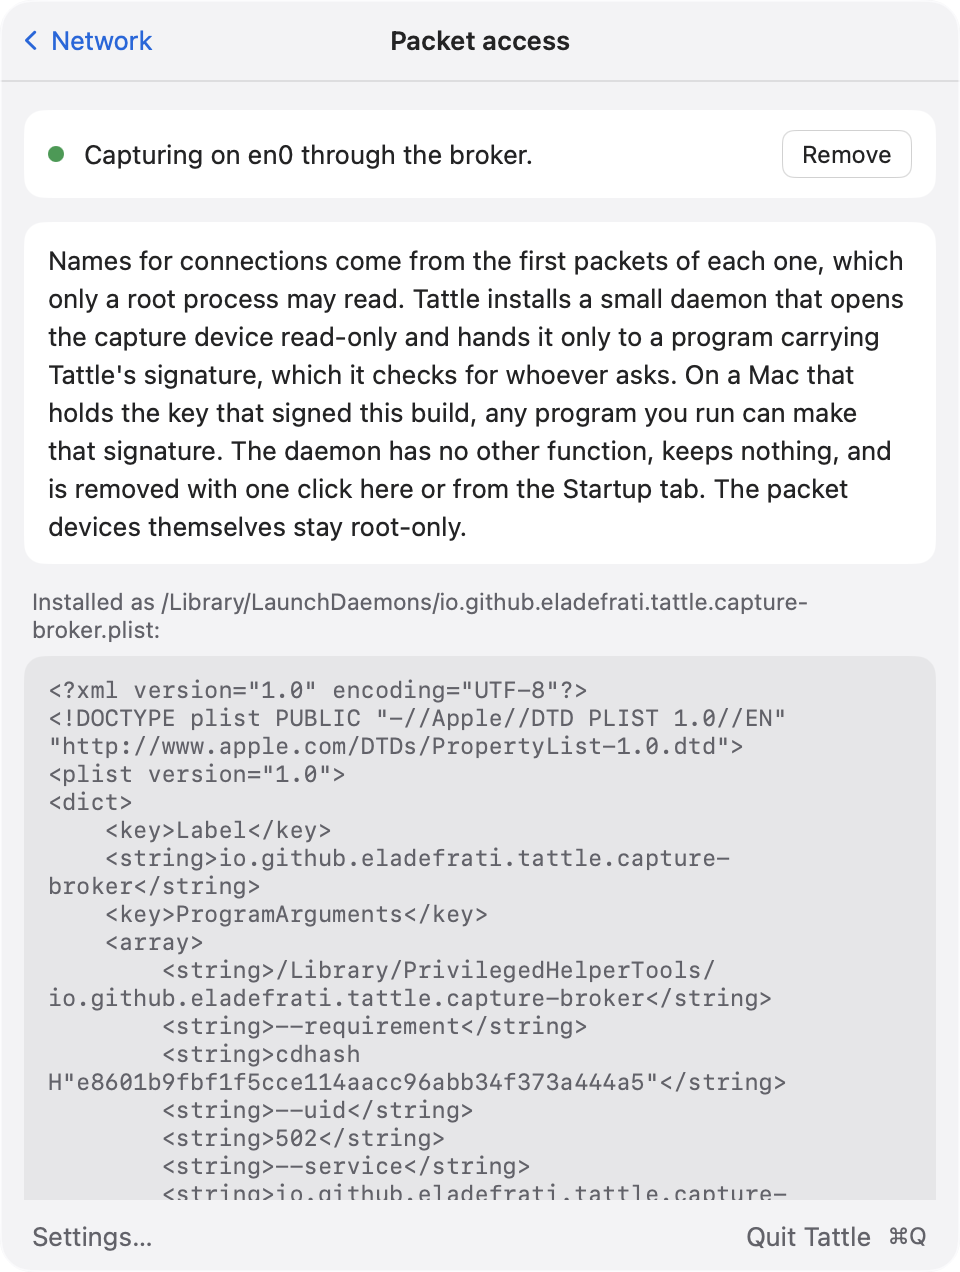 Network
Packet access
Capturing on en0 through the broker.
Remove
Names for connections come from the first packets of each one, which
only a root process may read. Tattle installs a small daemon that opens
the capture device read-only and hands it only to a program carrying
Tattle's signature, which it checks for whoever asks. On a Mac that
holds the key that signed this build, any program you run can make
that signature. The daemon has no other function, keeps nothing, and
is removed with one click here or from the Startup tab. The packet
devices themselves stay root-only.
Installed as /Library/LaunchDaemons/io.github.eladefrati.tattle.capture-
broker.plist:
<?xml version="1.0" encoding="UTF-8"?>
<!DOCTYPE plist PUBLIC "-//Apple//DTD PLIST 1.0//EN"
"http://www.apple.com/DTDs/PropertyList-1.0.dtd">
<plist version="1.0">
<dict>
    <key>Label</key>
    <string>io.github.eladefrati.tattle.capture-
broker</string>
    <key>ProgramArguments</key>
    <array>
        <string>/Library/PrivilegedHelperTools/
io.github.eladefrati.tattle.capture-broker</string>
        <string>--requirement</string>
        <string>cdhash
H"e8601b9fbf1f5cce114aacc96abb34f373a444a5"</string>
        <string>--uid</string>
        <string>502</string>
        <string>--service</string>
        <string>io.github.eladefrati.tattle.capture-
Settings...
Quit Tattle ⌘Q